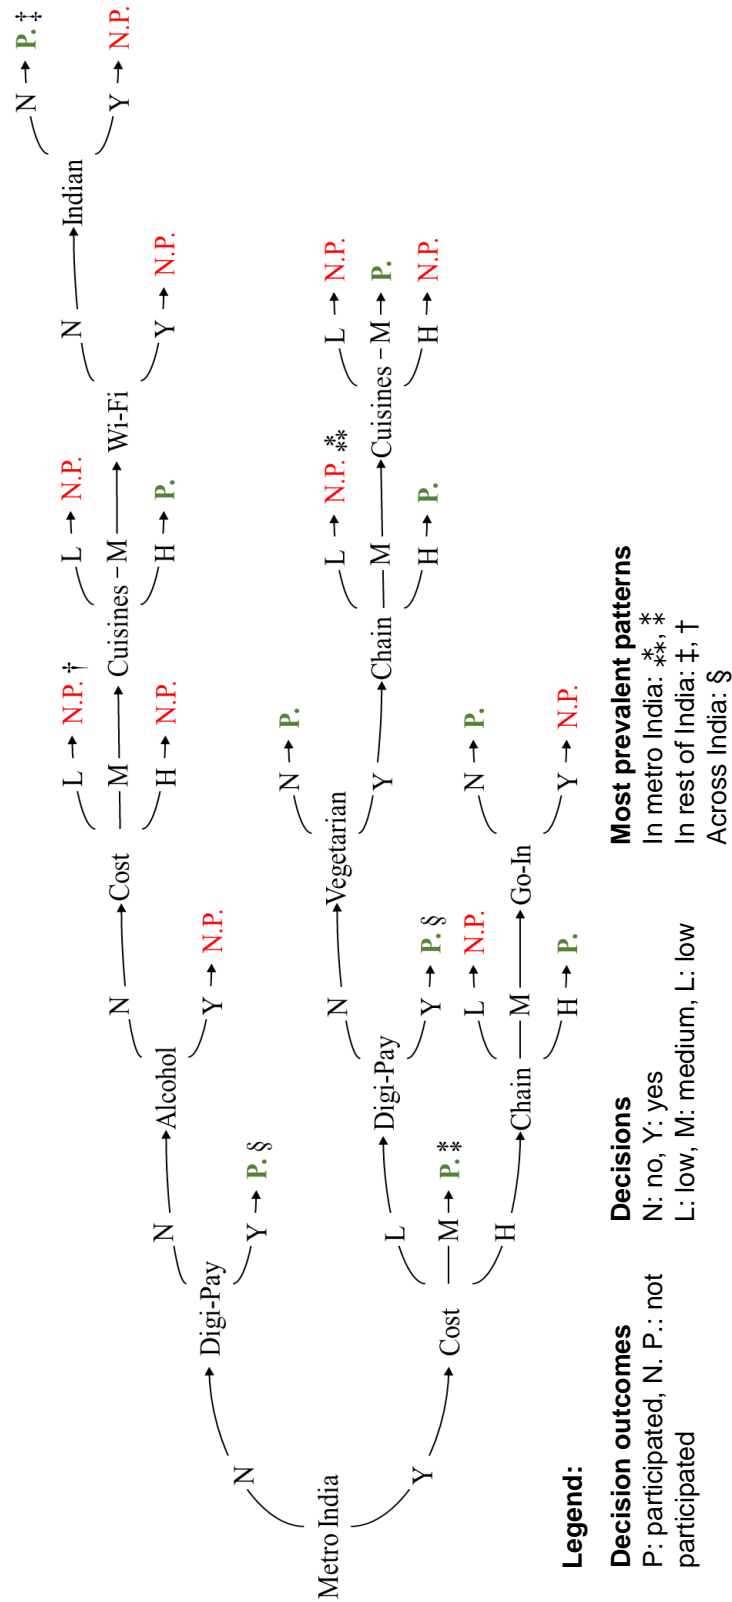 N → P. ‡
L → N.P. † L → N.P. N → Indian
N → Cost M → Cuisines – M → Wi-Fi Y → N.P.
N → Alcohol H → N.P. H → P. Y → N.P.
Digi-Pay Y → N.P.
N Y → P. §
N → P.
Metro India N → Vegetarian L → N.P. ⁂ L → N.P.
L → Digi-Pay Y → Chain M → Cuisines – M → P.
Y Y → P. § H → P. H → N.P.
Cost M → P. ⁑
L → N.P. N → P.
H → Chain M → Go-In
H → P. Y → N.P.
Legend:
Decision outcomes
P: participated, N. P.: not
participated
Decisions
N: no, Y: yes
L: low, M: medium, L: low
Most prevalent patterns
In metro India: ⁂, ⁑
In rest of India: ‡, †
Across India: §